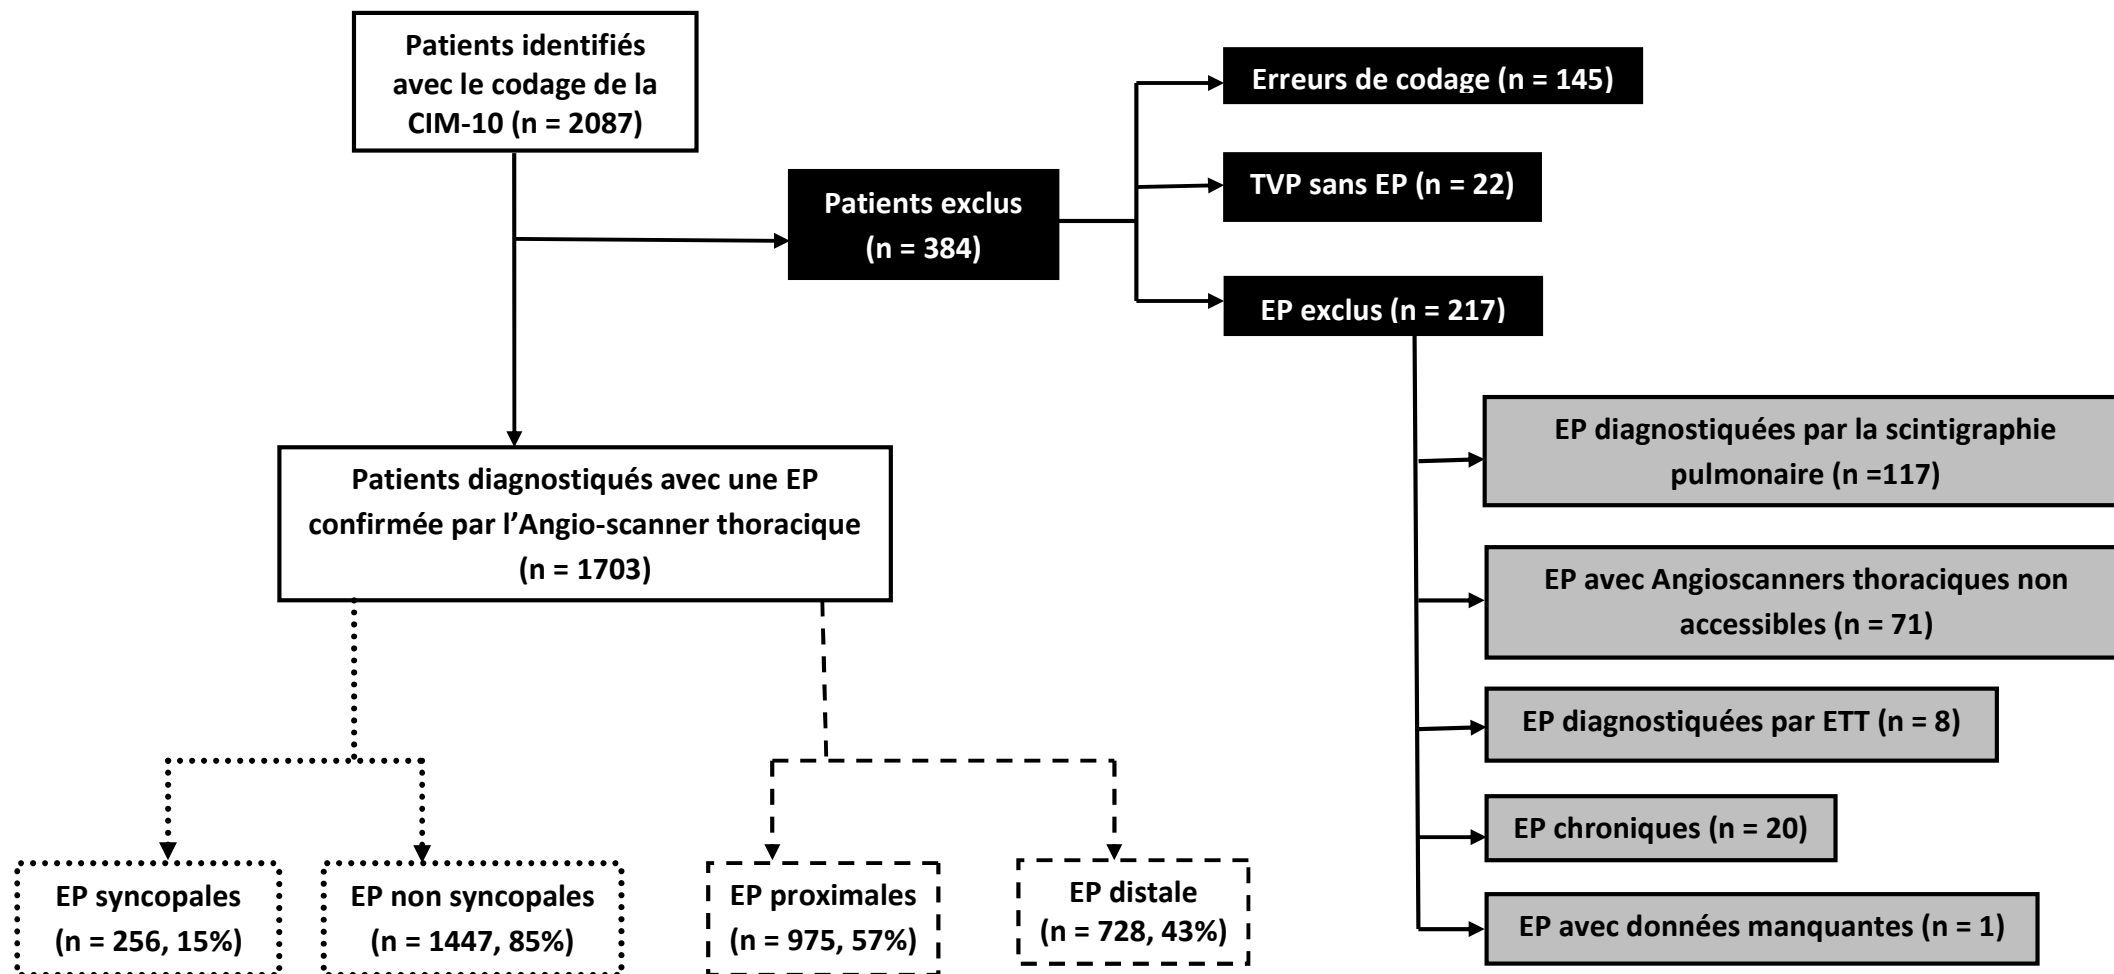 Patients identifiés
avec le codage de la
CIM-10 (n = 2087)
Erreurs de codage (n = 145)
TVP sans EP (n = 22)
Patients exclus
(n = 384)
EP exclus (n = 217)
EP diagnostiquées par la scintigraphie
pulmonaire (n =117)
Patients diagnostiqués avec une EP
confirmée par l’Angio-scanner thoracique
(n = 1703)
EP avec Angioscanners thoraciques non
accessibles (n = 71)
EP diagnostiquées par ETT (n = 8)
EP chroniques (n = 20)
EP avec données manquantes (n = 1)
EP syncopales
(n = 256, 15%)
EP non syncopales
(n = 1447, 85%)
EP proximales
(n = 975, 57%)
EP distale
(n = 728, 43%)